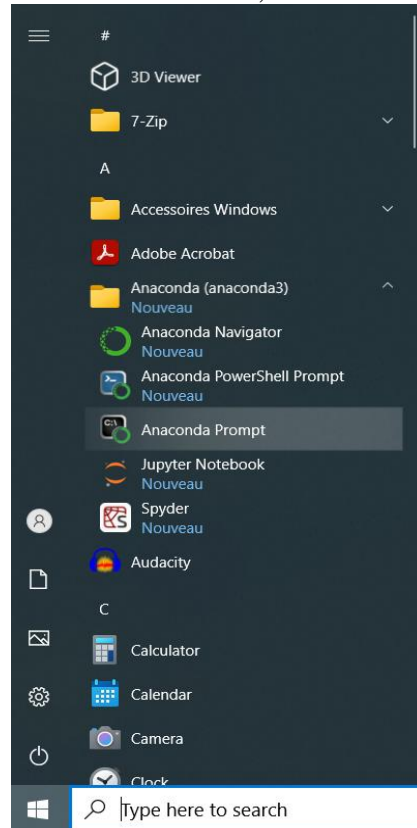 #
3D Viewer
7-Zip
A
Accessoires Windows
Adobe Acrobat
Anaconda (anaconda3)
Nouveau
Anaconda Navigator
Nouveau
Anaconda PowerShell Prompt
Nouveau
Anaconda Prompt
Jupyter Notebook
Nouveau
Spyder
Nouveau
Audacity
C
Calculator
Calendar
Camera
Clock
Type here to search